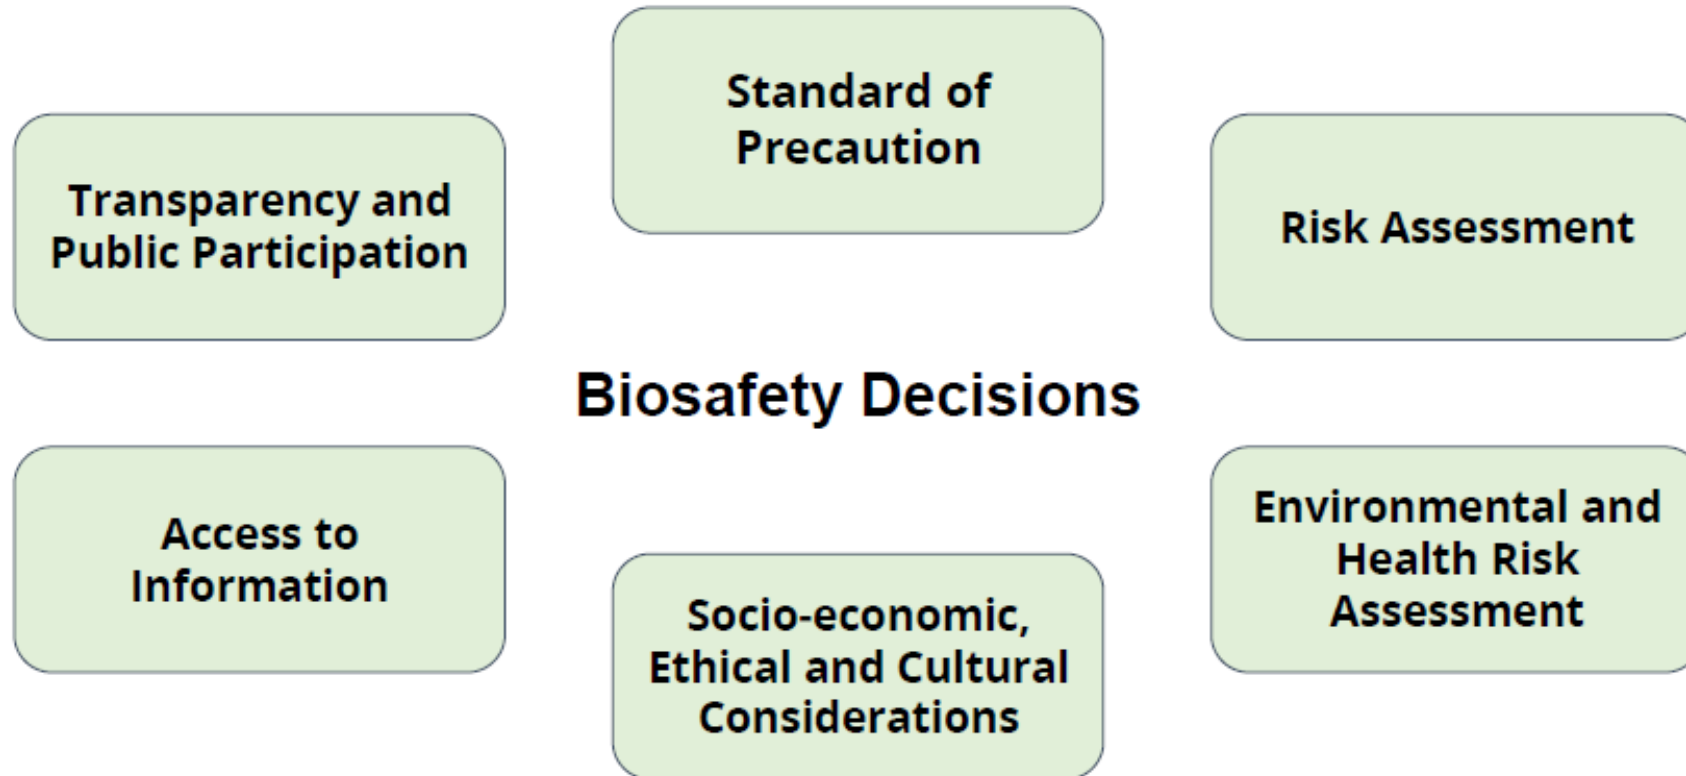 Standard of
Precaution
Transparency and
Public Participation
Risk Assessment
Biosafety Decisions
Access to
Information
Environmental and
Health Risk
Assessment
Socio-economic,
Ethical and Cultural
Considerations